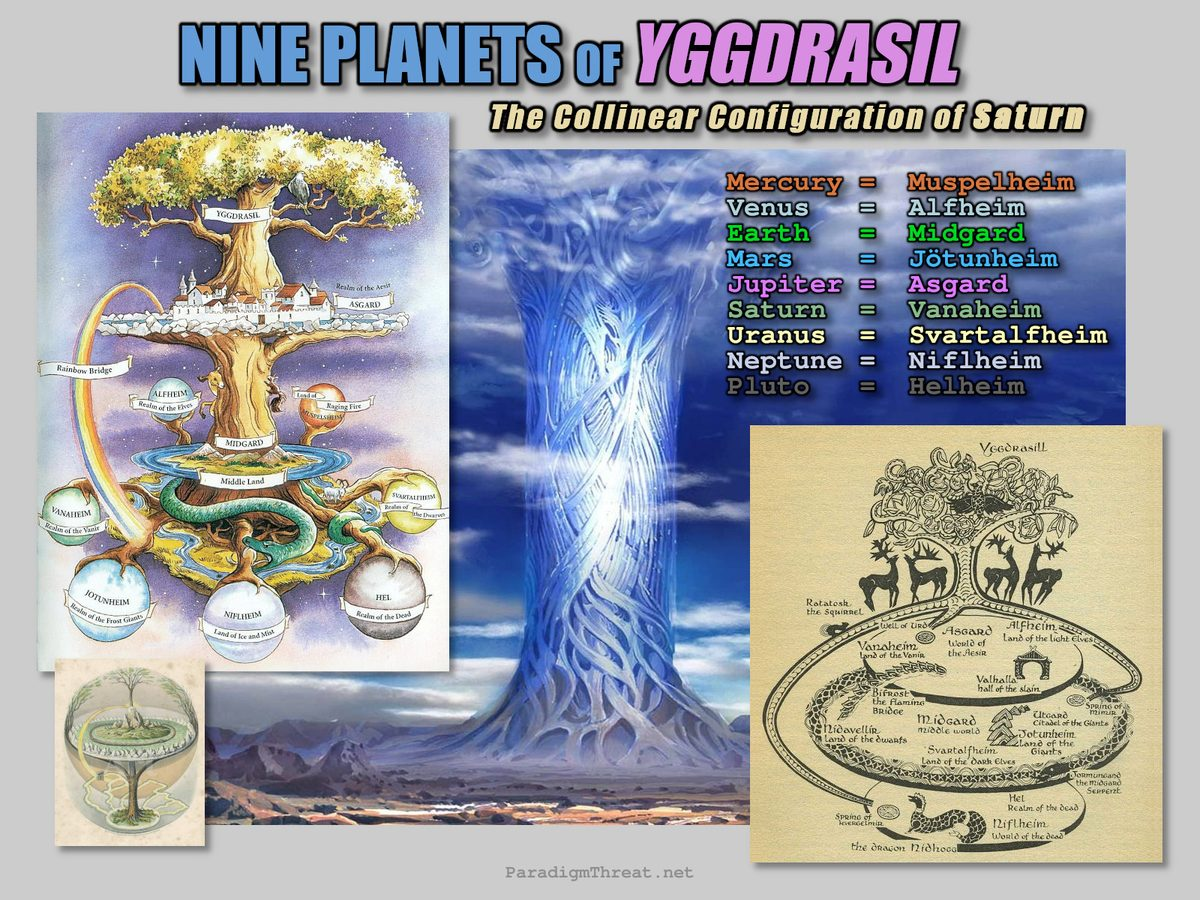 NINE PLANETS OF YGGDRASIL
The Collinear Configuration of Saturn
YGGDRASIL
Realm of the Aesir
ASGARD
Rainbow Bridge
ALFHEIM
Realm of the Elves
Land of
Raging Fire
MUSPELSHEIM
MIDGARD
Middle Land
VANAHEIM
Realm of the Vanir
SVARTALFHEIM
Realm of
the Dwarves
JOTUNHEIM
Realm of the Frost Giants
NIFLHEIM
Land of Ice and Mist
HEL
Realm of the Dead
Mercury = Muspelheim
Venus = Alfheim
Earth = Midgard
Mars = Jötunheim
Jupiter = Asgard
Saturn = Vanaheim
Uranus = Svartalfheim
Neptune = Niflheim
Pluto = Helheim
Yggdrasill
Ratatosk
the squirrel
Well of Urd
Asgard
World of
the Aesir
Alfheim
Land of the light Elves
Vanaheim
Land of the Vanir
Valhalla
hall of the slain
Bifrost
the flaming
Bridge
Spring of
Mimir
Midgard
Middle world
Utgard
Citadel of the Giants
Jotunheim
Land of the
Giants
Nidavellir
Land of the dwarfs
Svartalfheim
Land of the dark Elves
Jormungand
the Midgard
Serpent
Hel
Realm of the dead
Spring of
Hvergelmir
Niflheim
World of the dead
the dragon Nidhogg
ParadigmThreat.net